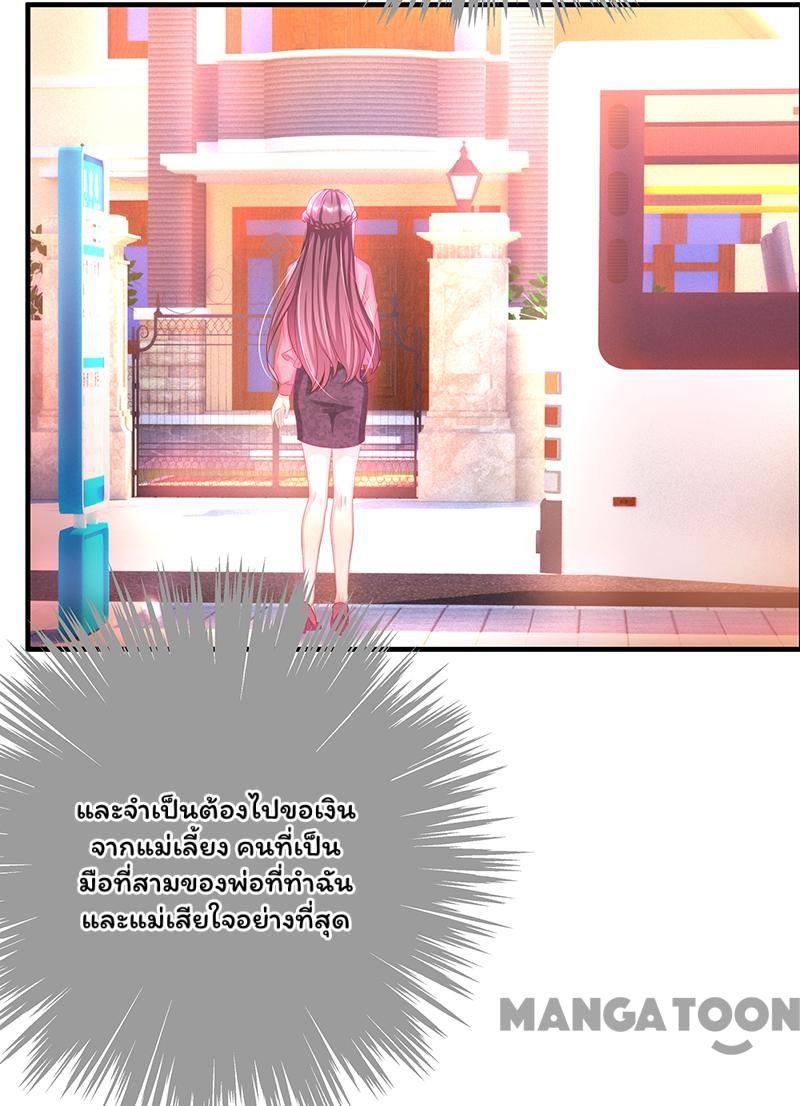 และจำเป็นต้องไปขอเงิน
จากแม่เลี้ยง คนที่เป็น
มือที่สามของพ่อที่ทำฉัน
และแม่เสียใจอย่างที่สุด
MANGATOON